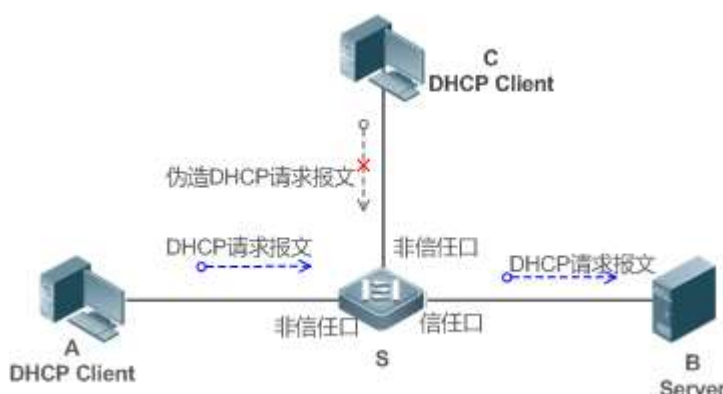 C
DHCP Client
伪造DHCP请求报文
DHCP请求报文
非信任口
DHCP请求报文
非信任口
信任口
A
DHCP Client
S
B
Server